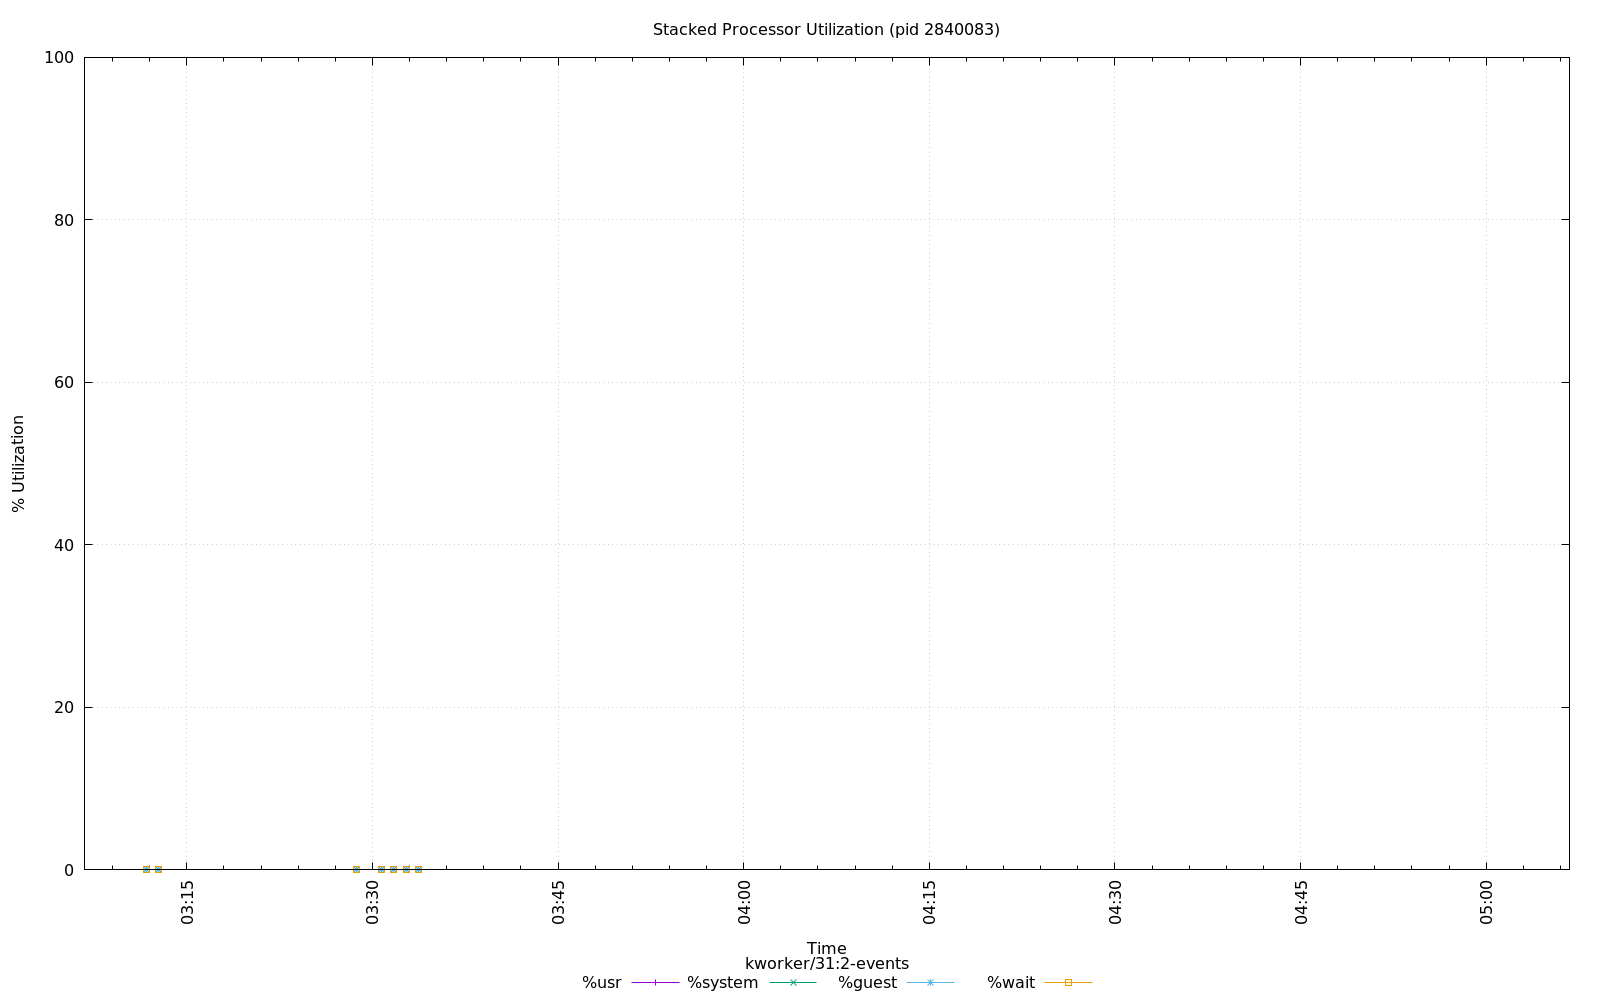 Stacked Processor Utilization (pid 2840083)
100
80
60
40
20
0
% Utilization
03:15
03:30
03:45
04:00
04:15
04:30
04:45
05:00
Time
kworker/31:2-events
%usr %system %guest %wait